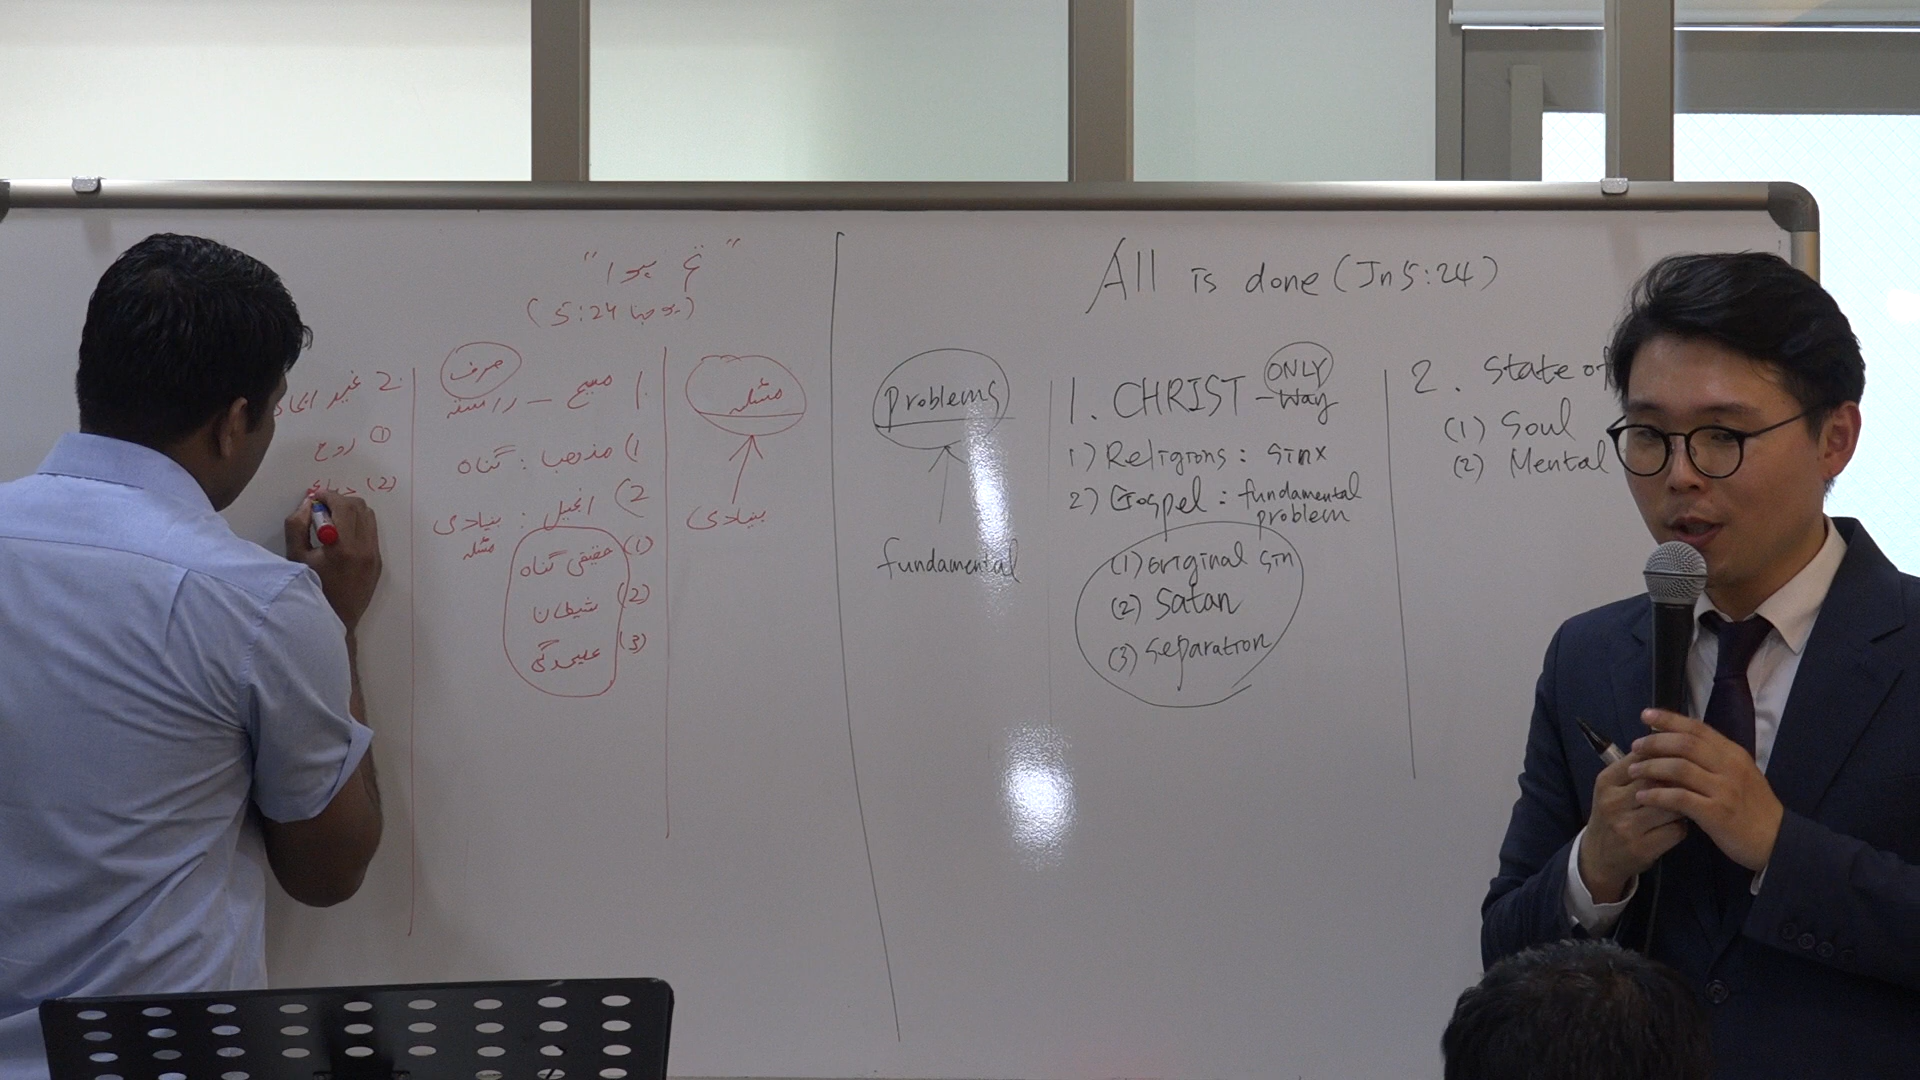 All is done (Jn 5:24)
problems
fundamental
1. CHRIST - Way
ONLY
1) Religions : sin x
2) Gospel : fundamental
problem
(1) original sin
(2) Satan
(3) separation
2. State of
(1) Soul
(2) Mental
(یوحنا 5:24)
مسئلہ
بنیادی
صرف
1. مسیح - راستہ
1) مذہب : گناہ
2) انجیل : بنیادی
مسئلہ
(1) حقیقی گناہ
(2) شیطان
(3) علیحدگی
2. غیر
① روح
(2)